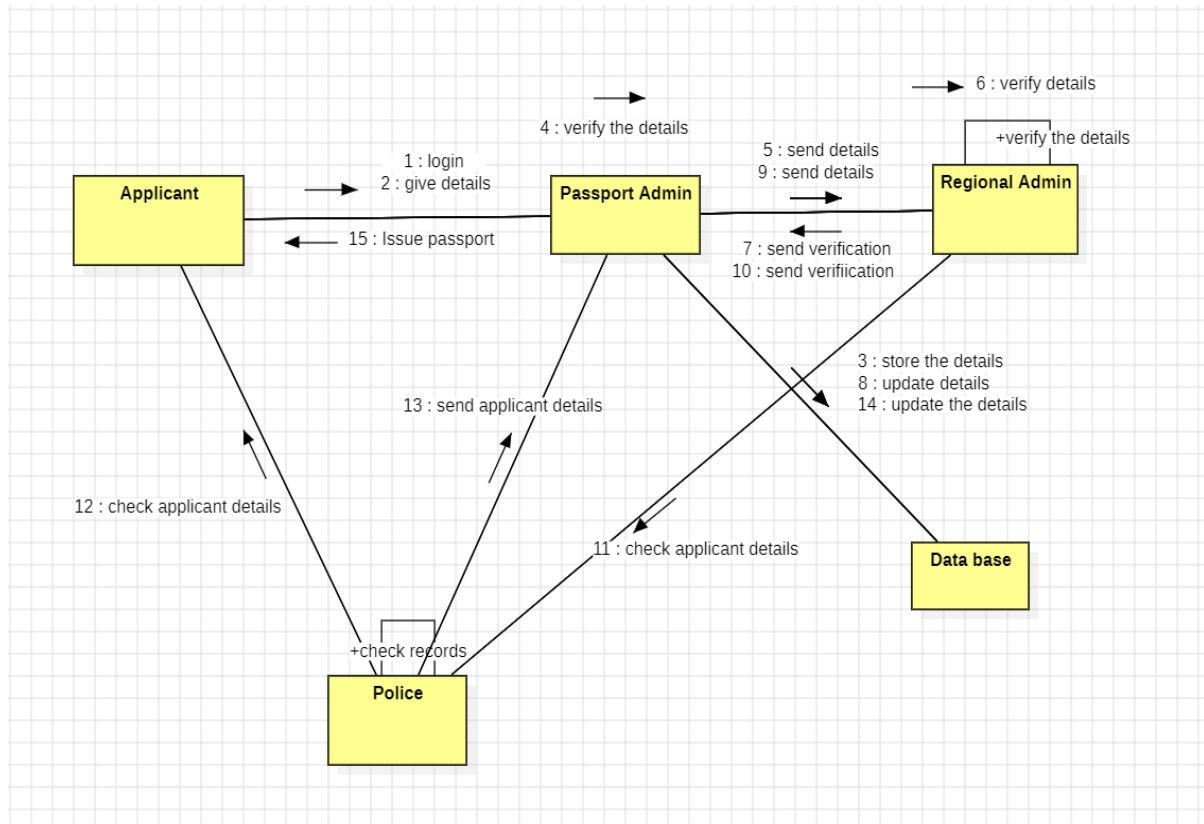 6 : verify details
4 : verify the details
+verify the details
5 : send details
9 : send details
1 : login
2 : give details
Applicant
Passport Admin
Regional Admin
15 : Issue passport
7 : send verification
10 : send verifiication
3 : store the details
8 : update details
14 : update the details
13 : send applicant details
12 : check applicant details
11 : check applicant details
Data base
+check records
Police